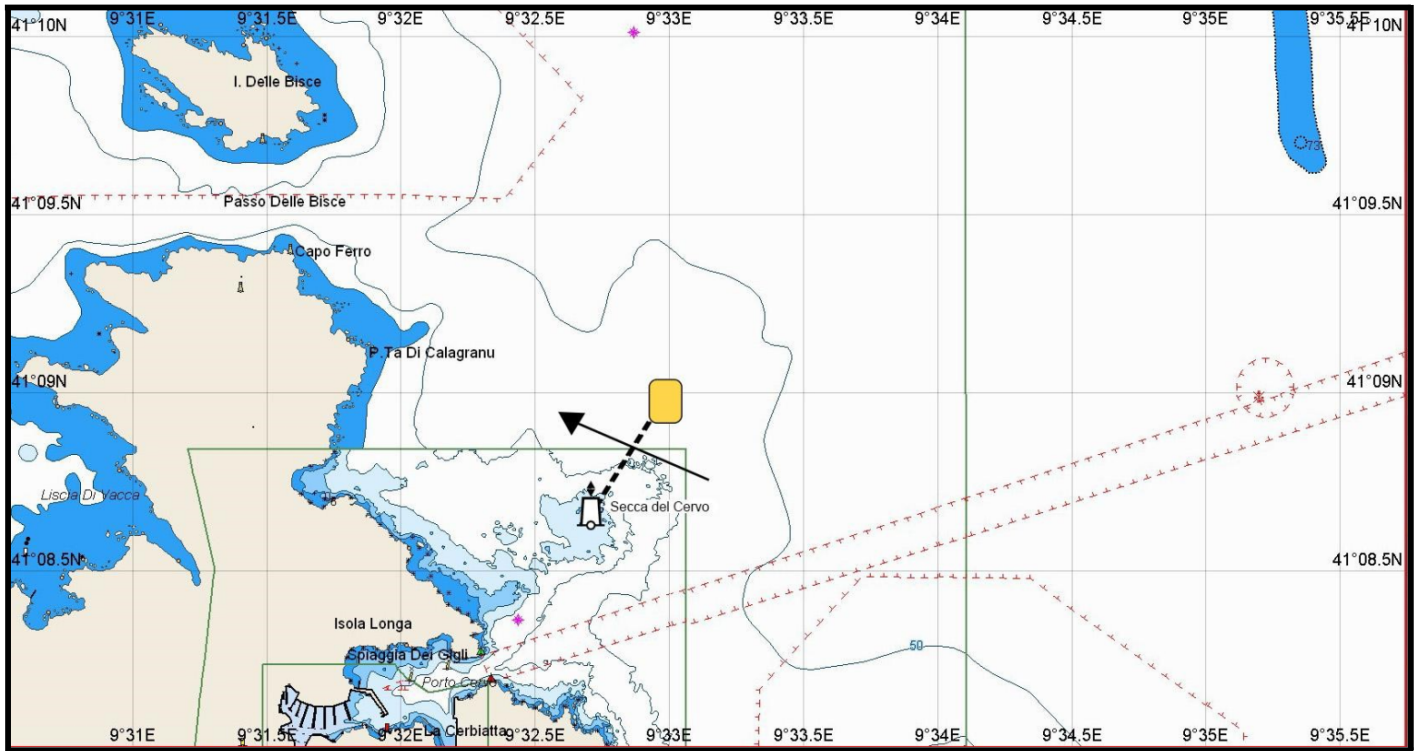 9°31E 9°31.5E 9°32E 9°32.5E 9°33E 9°33.5E 9°34E 9°34.5E 9°35E 9°35.5E
41°10N 41°10N
I. Delle Bisce
73
Passo Delle Bisce
41°09.5N 41°09.5N
Capo Ferro
P.Ta Di Calagranu
41°09N 41°09N
Liscia Di Vacca
Secca del Cervo
41°08.5N 41°08.5N
Isola Longa
50
Spiaggia Dei Gigli
Porto Cervo
La Cerbiatta
9°31E 9°31.5E 9°32E 9°32.5E 9°33E 9°33.5E 9°34E 9°34.5E 9°35E 9°35.5E